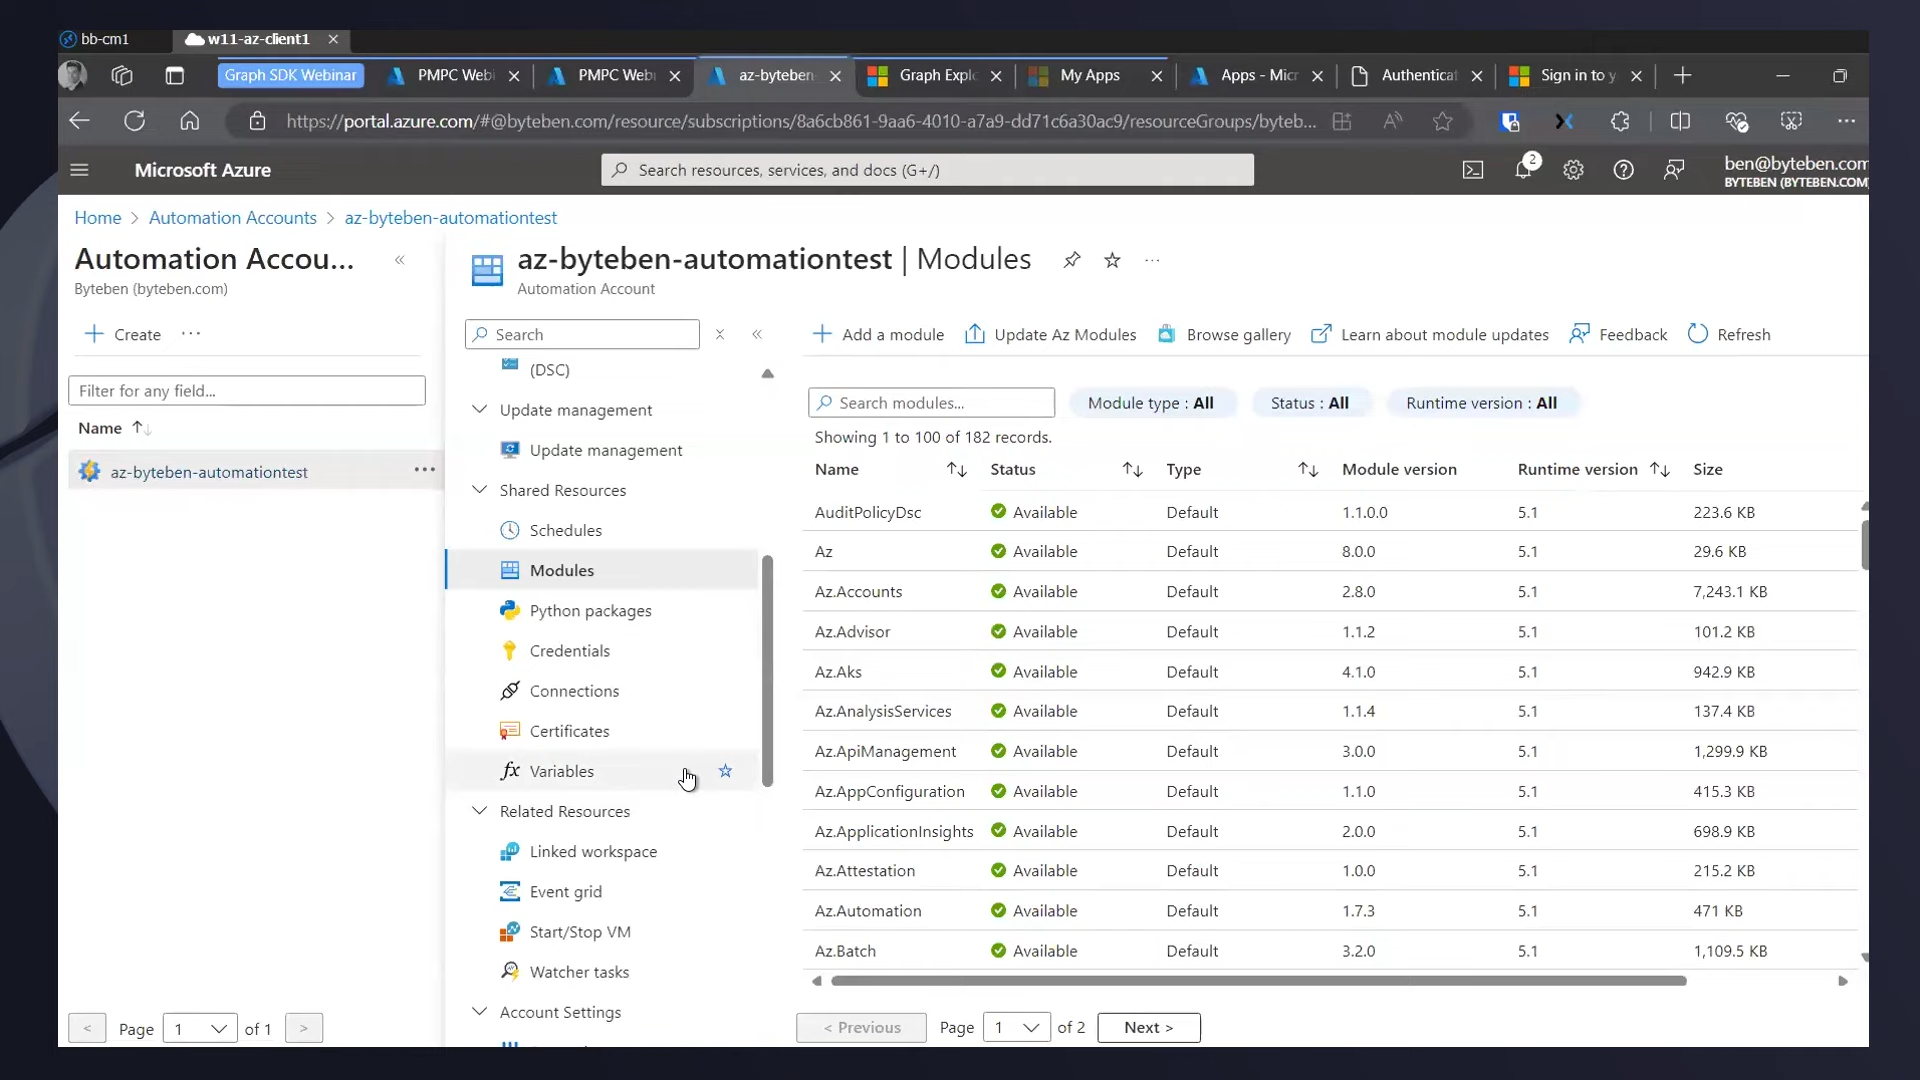 bb-cm1
w11-az-client1
Graph SDK Webinar
PMPC Webi
PMPC Webi
az-byteben-
Graph Explo
My Apps
Apps - Micr
Authenticat
Sign in to y
https://portal.azure.com/#@byteben.com/resource/subscriptions/8a6cb861-9aa6-4010-a7a9-dd71c6a30ac9/resourceGroups/byteb...
Microsoft Azure
Search resources, services, and docs (G+/)
2
ben@byteben.com
BYTEBEN (BYTEBEN.COM)
Home > Automation Accounts > az-byteben-automationtest
Automation Accou...
Byteben (byteben.com)
Create
Filter for any field...
Name
az-byteben-automationtest
Page 1 of 1
az-byteben-automationtest | Modules
Automation Account
Search
(DSC)
Update management
Update management
Shared Resources
Schedules
Modules
Python packages
Credentials
Connections
Certificates
Variables
Related Resources
Linked workspace
Event grid
Start/Stop VM
Watcher tasks
Account Settings
Add a module
Update Az Modules
Browse gallery
Learn about module updates
Feedback
Refresh
Search modules...
Module type : All
Status : All
Runtime version : All
Showing 1 to 100 of 182 records.
Name Status Type Module version Runtime version Size
AuditPolicyDsc Available Default 1.1.0.0 5.1 223.6 KB
Az Available Default 8.0.0 5.1 29.6 KB
Az.Accounts Available Default 2.8.0 5.1 7,243.1 KB
Az.Advisor Available Default 1.1.2 5.1 101.2 KB
Az.Aks Available Default 4.1.0 5.1 942.9 KB
Az.AnalysisServices Available Default 1.1.4 5.1 137.4 KB
Az.ApiManagement Available Default 3.0.0 5.1 1,299.9 KB
Az.AppConfiguration Available Default 1.1.0 5.1 415.3 KB
Az.ApplicationInsights Available Default 2.0.0 5.1 698.9 KB
Az.Attestation Available Default 1.0.0 5.1 215.2 KB
Az.Automation Available Default 1.7.3 5.1 471 KB
Az.Batch Available Default 3.2.0 5.1 1,109.5 KB
< Previous Page 1 of 2 Next >